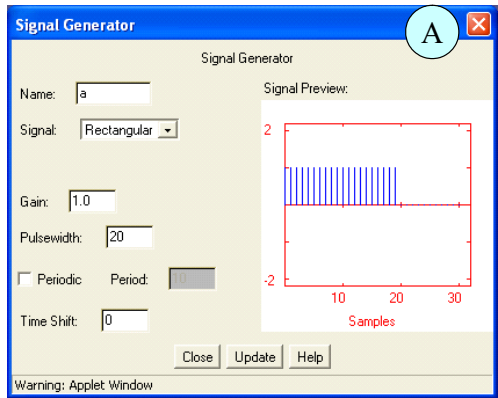 Signal Generator
A
Signal Generator
Name: a
Signal Preview:
Signal: Rectangular
2
Gain: 1.0
Pulsewidth: 20
Periodic Period: 10
-2
10 20 30
Time Shift: 0
Samples
Close Update Help
Warning: Applet Window